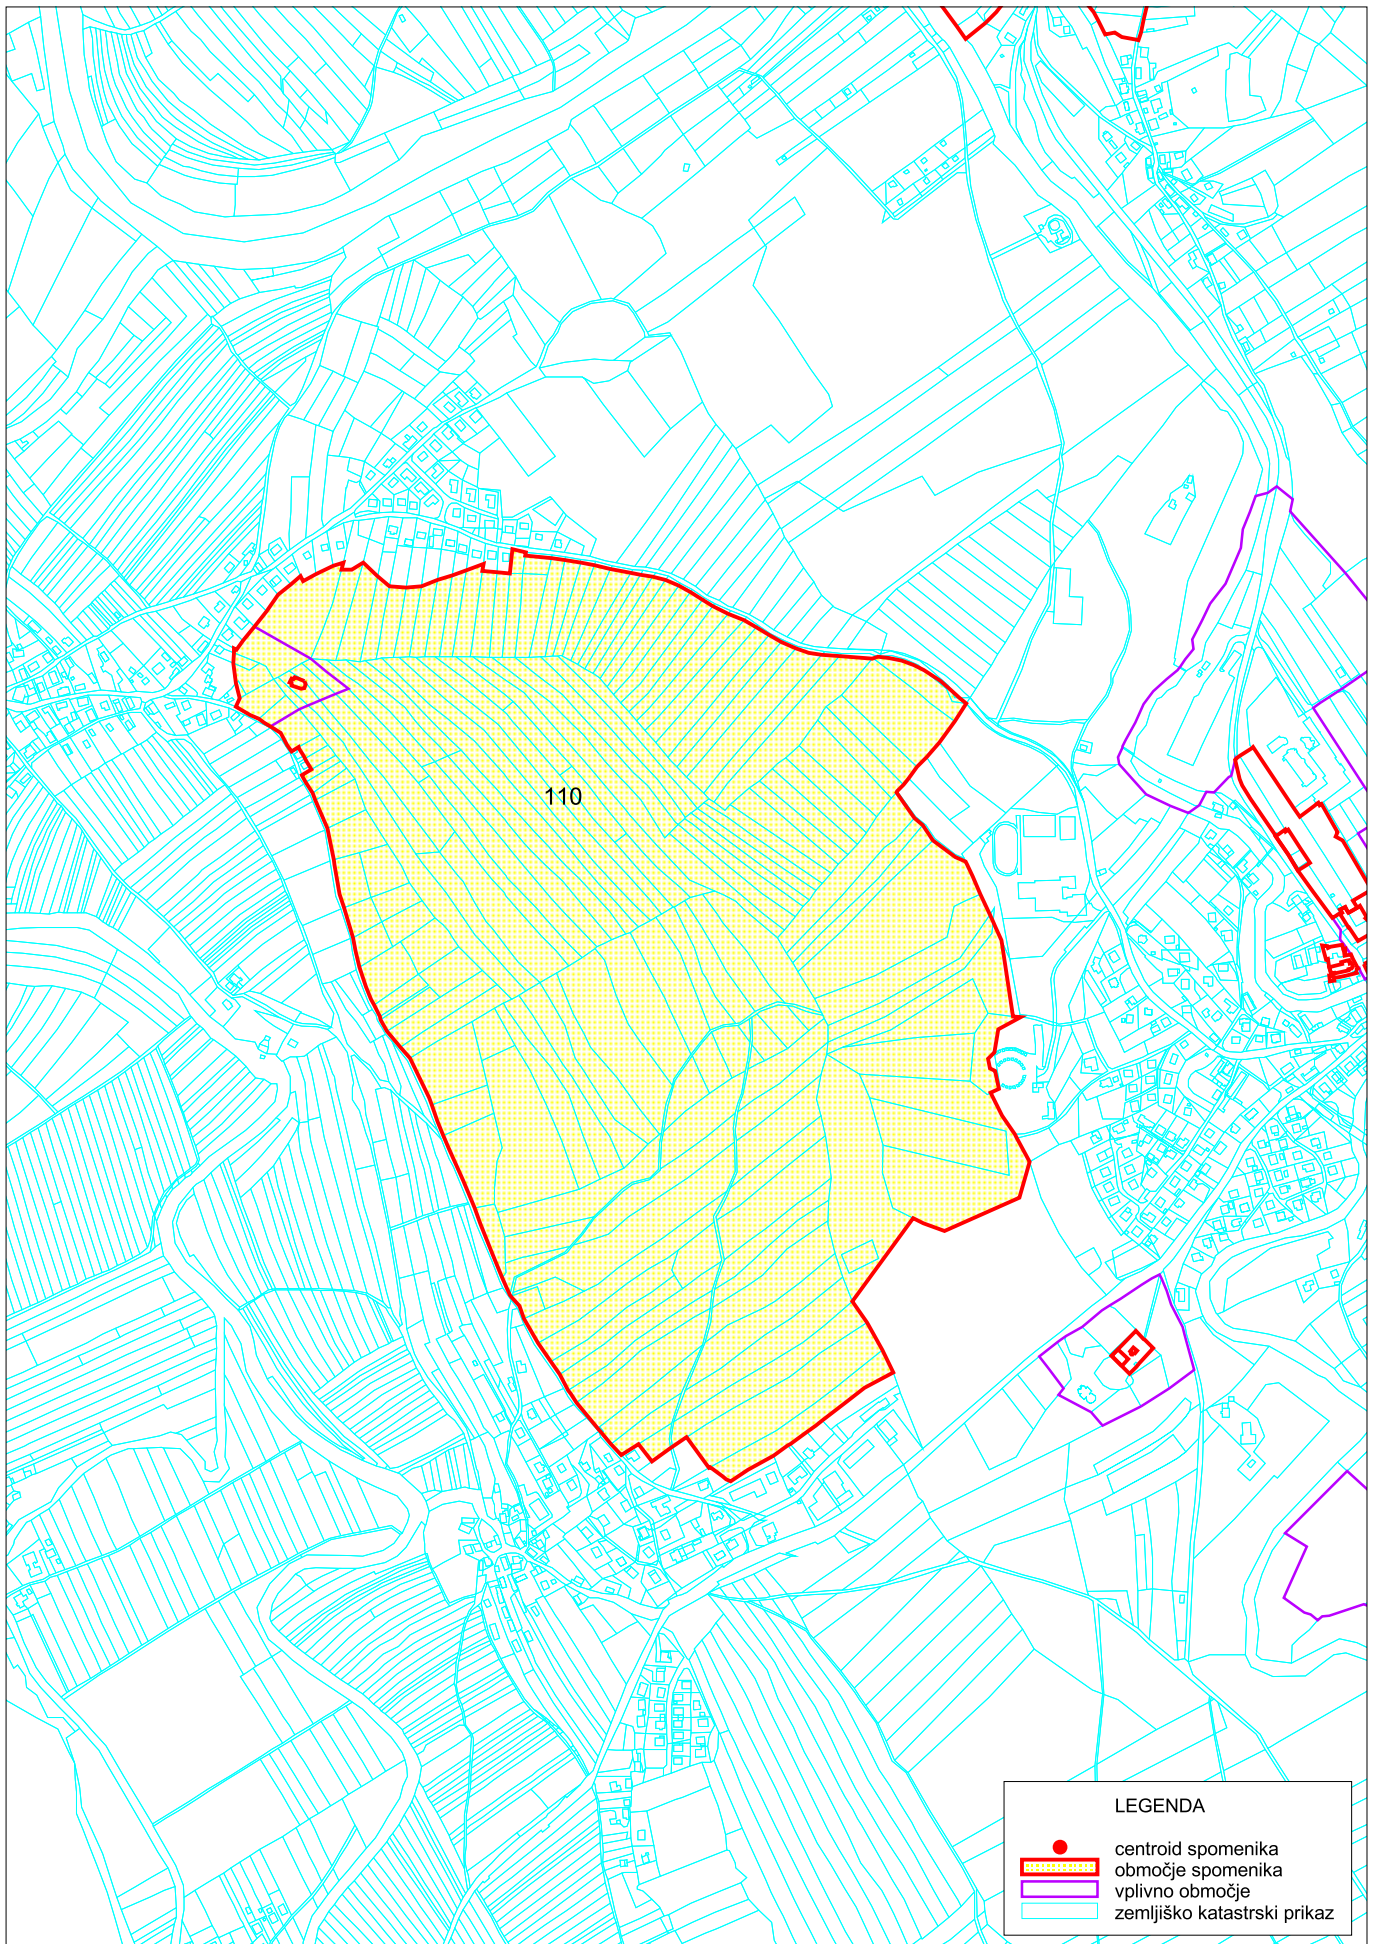 110
LEGENDA
centroid spomenika
območje spomenika
vplivno območje
zemljiško katastrski prikaz